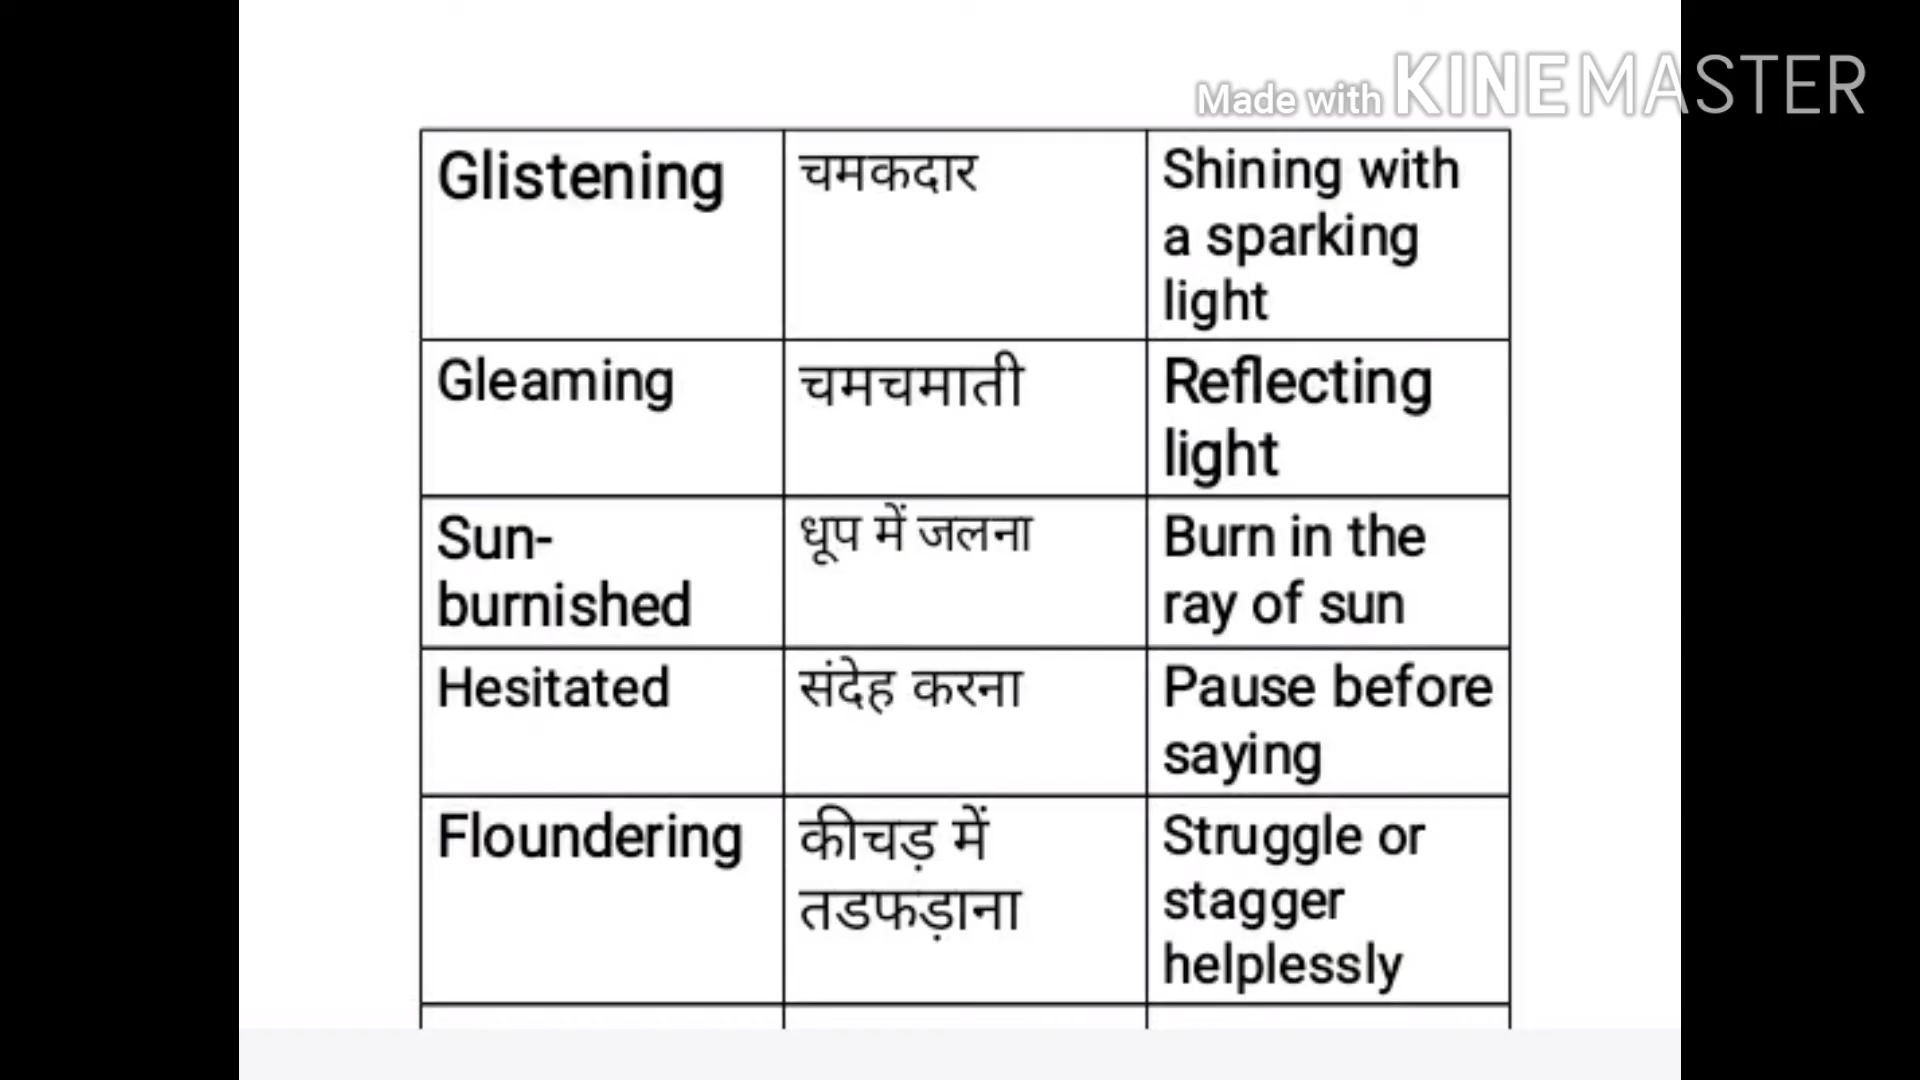 Made with KINEMASTER
Glistening
चमकदार
Shining with
a sparking
light
Gleaming
चमचमाती
Reflecting
light
Sun-
burnished
धूप में जलना
Burn in the
ray of sun
Hesitated
संदेह करना
Pause before
saying
Floundering
कीचड़ में
तडफड़ाना
Struggle or
stagger
helplessly